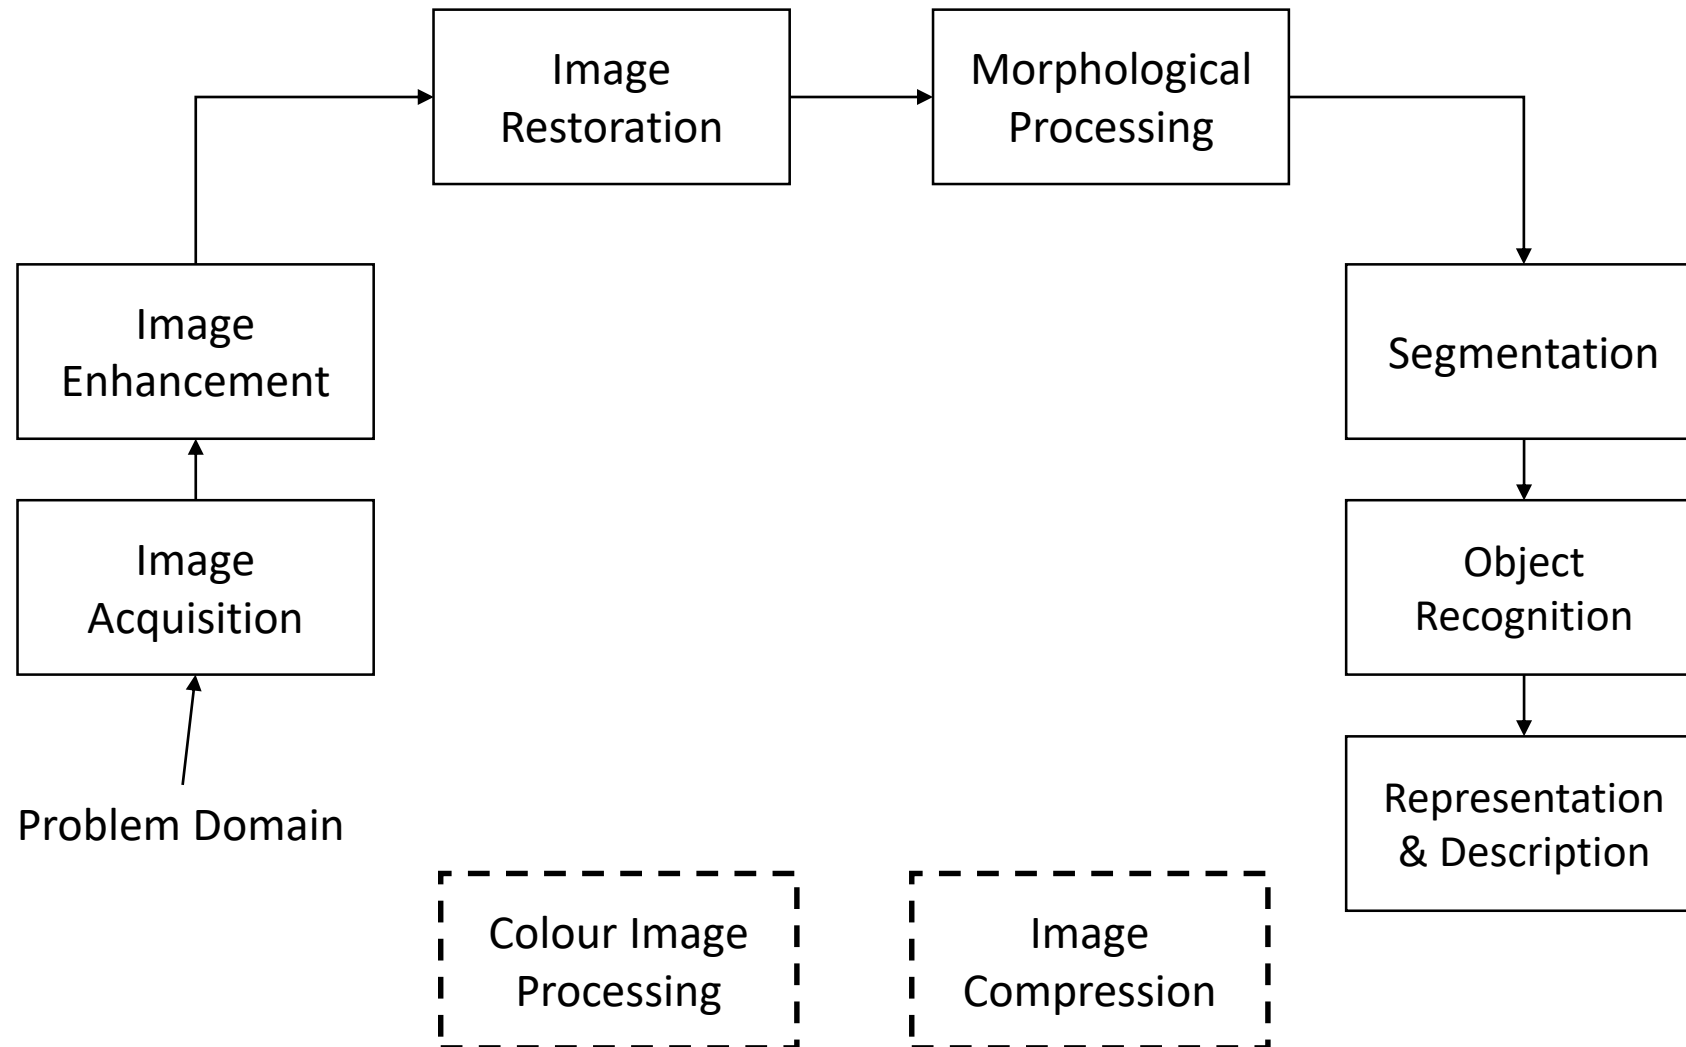 Image
Restoration
Morphological
Processing
Image
Enhancement
Segmentation
Image
Acquisition
Object
Recognition
Problem Domain
Representation
& Description
Colour Image
Processing
Image
Compression